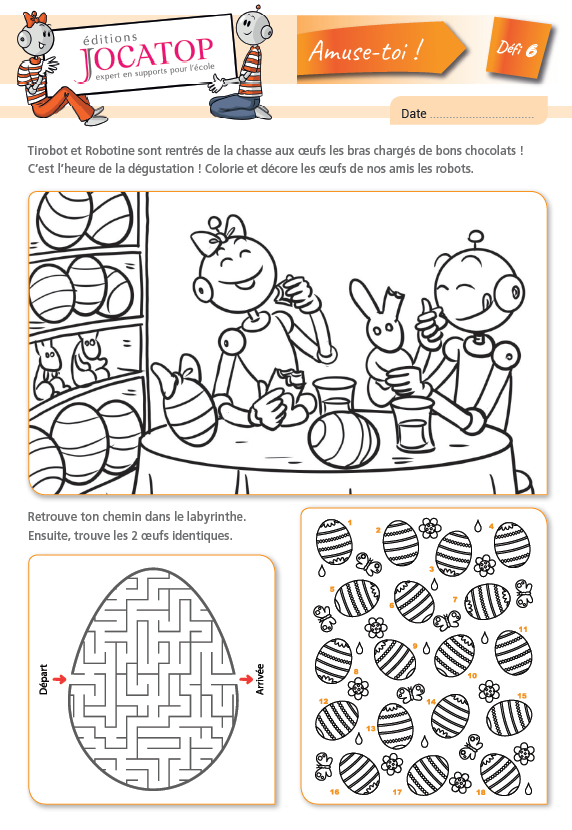 éditions
JOCATOP
expert en supports pour l'école
Amuse-toi !
Défi 6
Date ................................
Tirobot et Robotine sont rentrés de la chasse aux œufs les bras chargés de bons chocolats !
C'est l'heure de la dégustation ! Colorie et décore les œufs de nos amis les robots.
Retrouve ton chemin dans le labyrinthe.
Ensuite, trouve les 2 œufs identiques.
Départ
Arrivée
1
2
3
4
5
6
7
8
9
10
11
12
13
14
15
16
17
18